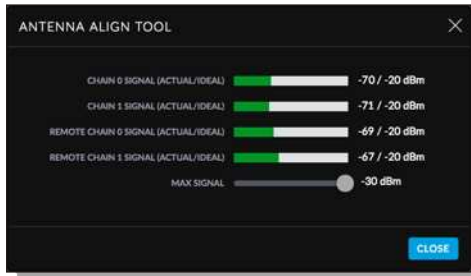 ANTENNA ALIGN TOOL
CHAIN 0 SIGNAL (ACTUAL/IDEAL) -70 / -20 dBm
CHAIN 1 SIGNAL (ACTUAL/IDEAL) -71 / -20 dBm
REMOTE CHAIN 0 SIGNAL (ACTUAL/IDEAL) -69 / -20 dBm
REMOTE CHAIN 1 SIGNAL (ACTUAL/IDEAL) -67 / -20 dBm
MAX SIGNAL -30 dBm
CLOSE